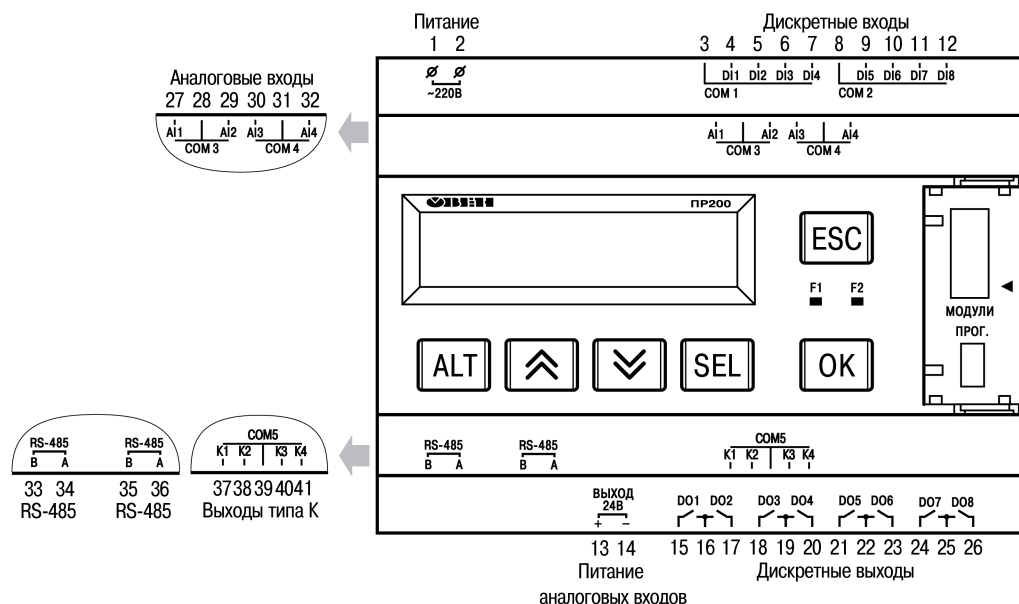 Питание
Дискретные входы
1 2
3 4 5 6 7 8 9 10 11 12
~220В
DI1 DI2 DI3 DI4 DI5 DI6 DI7 DI8
COM 1 COM 2
Аналоговые входы
27 28 29 30 31 32
AI1 AI2 AI3 AI4
COM 3 COM 4
AI1 AI2 AI3 AI4
COM 3 COM 4
ОВЕН
ПР200
ESC
F1 F2
МОДУЛИ
ПРОГ.
ALT
SEL
OK
RS-485 RS-485
B A B A
33 34 35 36
RS-485 RS-485
COM5
K1 K2 K3 K4
37 38 39 40 41
Выходы типа К
RS-485 RS-485
B A B A
COM5
K1 K2 K3 K4
ВЫХОД
24В
+ –
DO1 DO2 DO3 DO4 DO5 DO6 DO7 DO8
13 14 15 16 17 18 19 20 21 22 23 24 25 26
Питание
аналоговых входов
Дискретные выходы